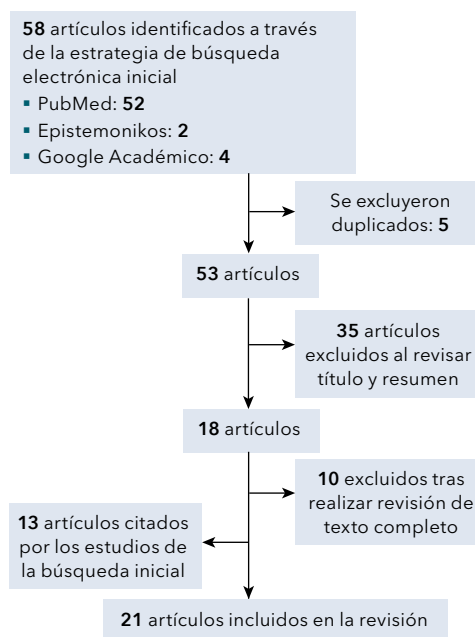 58 artículos identificados a través
de la estrategia de búsqueda
electrónica inicial
▪ PubMed: 52
▪ Epistemonikos: 2
▪ Google Académico: 4
Se excluyeron
duplicados: 5
53 artículos
35 artículos
excluidos al revisar
título y resumen
18 artículos
10 excluidos tras
realizar revisión de
texto completo
13 artículos citados
por los estudios de
la búsqueda inicial
21 artículos incluidos en la revisión